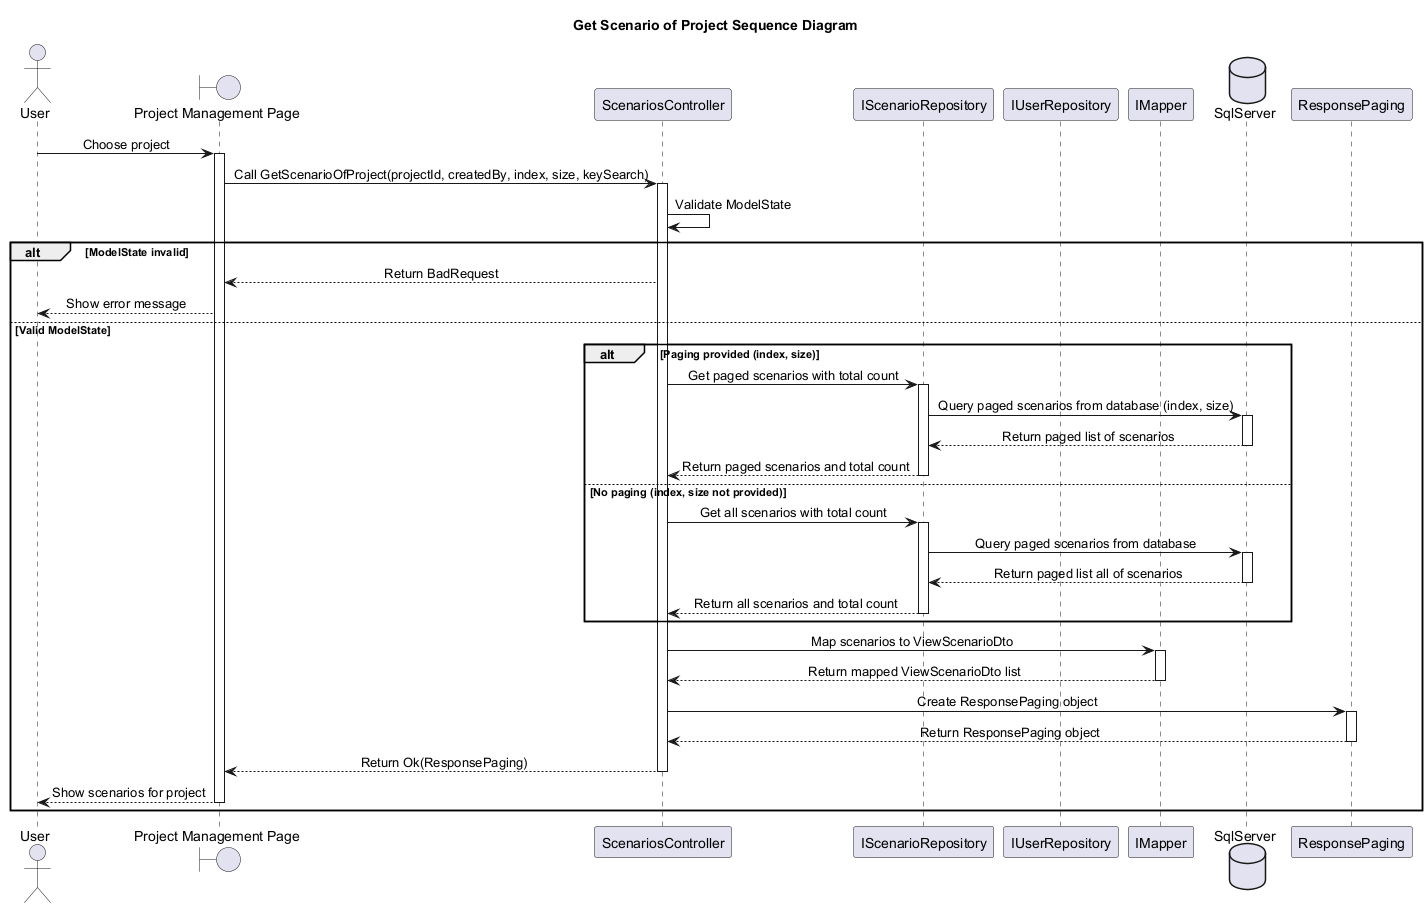 Get Scenario of Project Sequence Diagram
User
Project Management Page
ScenariosController
IScenarioRepository
IUserRepository
IMapper
SqlServer
ResponsePaging
Choose project
Call GetScenarioOfProject(projectId, createdBy, index, size, keySearch)
Validate ModelState
alt
[ModelState invalid]
Return BadRequest
Show error message
[Valid ModelState]
alt
[Paging provided (index, size)]
Get paged scenarios with total count
Query paged scenarios from database (index, size)
Return paged list of scenarios
Return paged scenarios and total count
[No paging (index, size not provided)]
Get all scenarios with total count
Query paged scenarios from database
Return paged list all of scenarios
Return all scenarios and total count
Map scenarios to ViewScenarioDto
Return mapped ViewScenarioDto list
Create ResponsePaging object
Return ResponsePaging object
Return Ok(ResponsePaging)
Show scenarios for project
User
Project Management Page
ScenariosController
IScenarioRepository
IUserRepository
IMapper
SqlServer
ResponsePaging